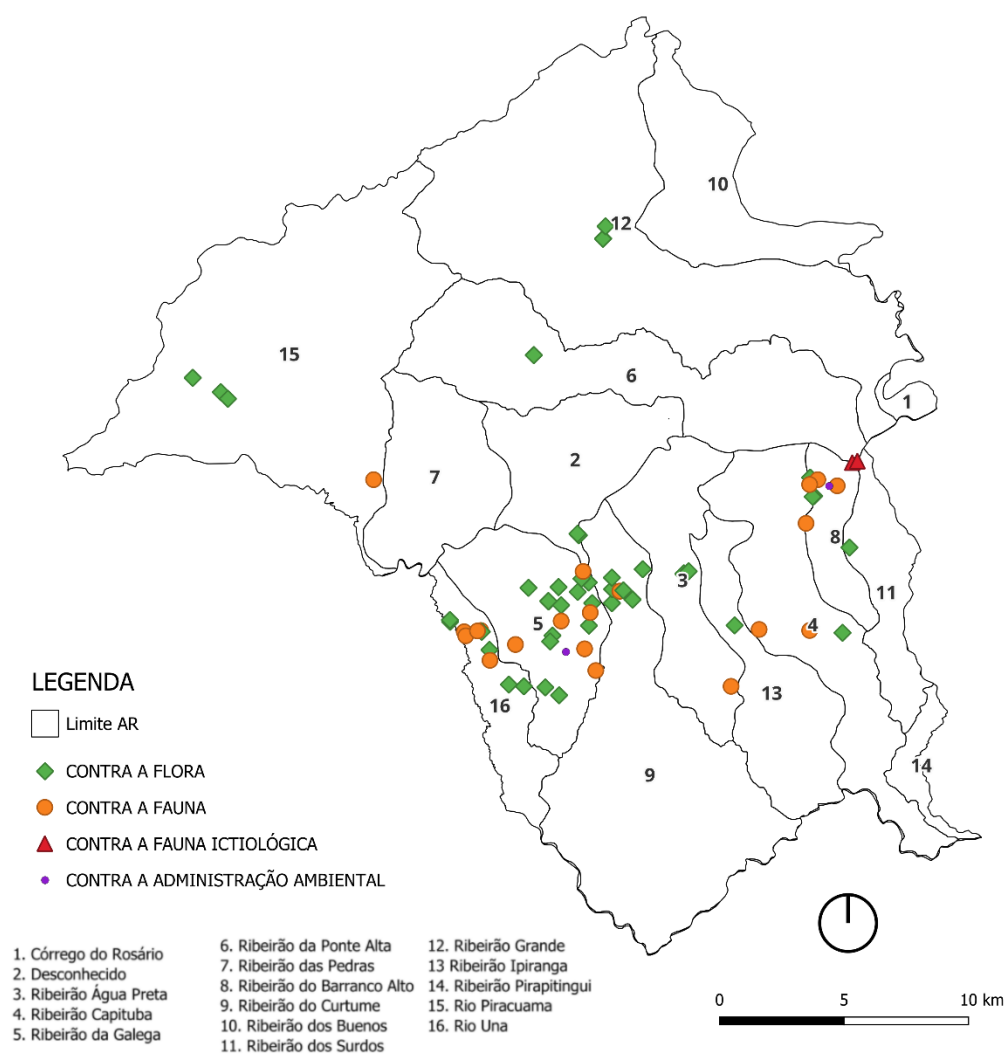 10
12
15
6
1
2
7
8
3
11
5
4
13
16
14
9
LEGENDA
Limite AR
CONTRA A FLORA
CONTRA A FAUNA
CONTRA A FAUNA ICTIOLÓGICA
CONTRA A ADMINISTRAÇÃO AMBIENTAL
1. Córrego do Rosário
2. Desconhecido
3. Ribeirão Água Preta
4. Ribeirão Capituba
5. Ribeirão da Galega
6. Ribeirão da Ponte Alta
7. Ribeirão das Pedras
8. Ribeirão do Barranco Alto
9. Ribeirão do Curtume
10. Ribeirão dos Buenos
11. Ribeirão dos Surdos
12. Ribeirão Grande
13 Ribeirão Ipiranga
14. Ribeirão Pirapitingui
15. Rio Piracuama
16. Rio Una
0 5 10 km